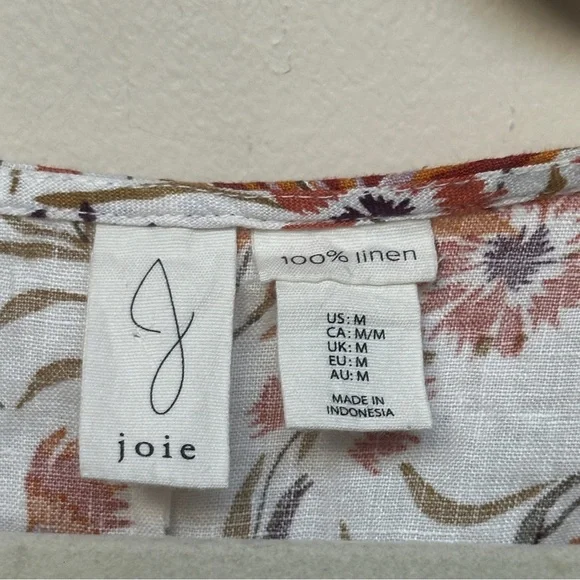 J
joie
100% linen
US: M
CA: M/M
UK: M
EU: M
AU: M
MADE IN
INDONESIA